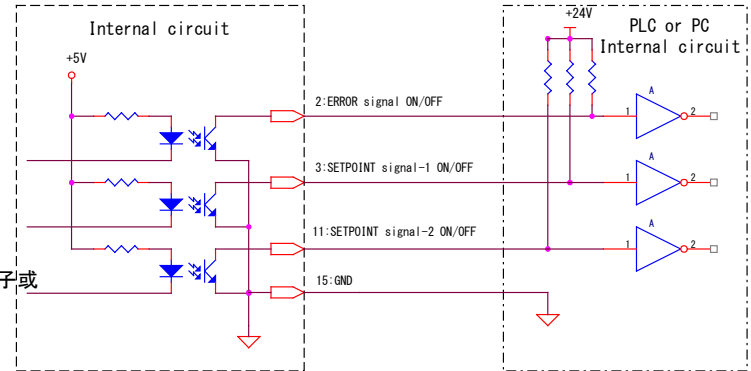 Internal circuit
+5V
+24V
PLC or PC
Internal circuit
2:ERROR signal ON/OFF
A
1
2
3:SETPOINT signal-1 ON/OFF
A
1
2
11:SETPOINT signal-2 ON/OFF
A
1
2
子或
15:GND